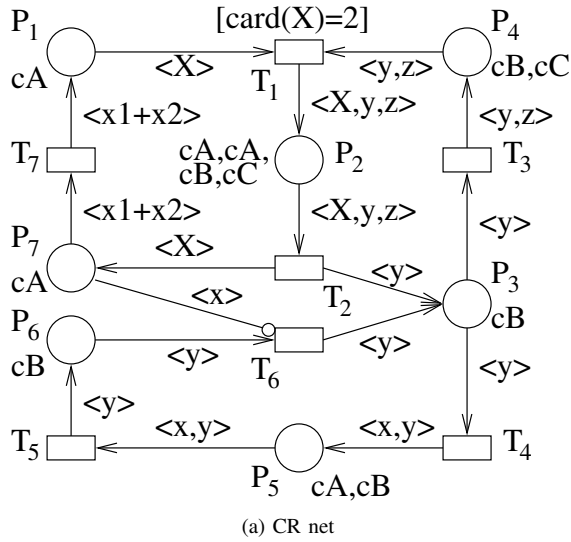 [card(X)=2]
P1
cA
<X>
T1
<y,z>
P4
cB,cC
<x1+x2>
<X,y,z>
<y,z>
T7
cA,cA,
cB,cC
P2
T3
<x1+x2>
<X,y,z>
<y>
P7
cA
<X>
T2
<y>
P3
cB
<x>
P6
cB
<y>
T6
<y>
<y>
<y>
T5
<x,y>
P5
cA,cB
<x,y>
T4
(a) CR net